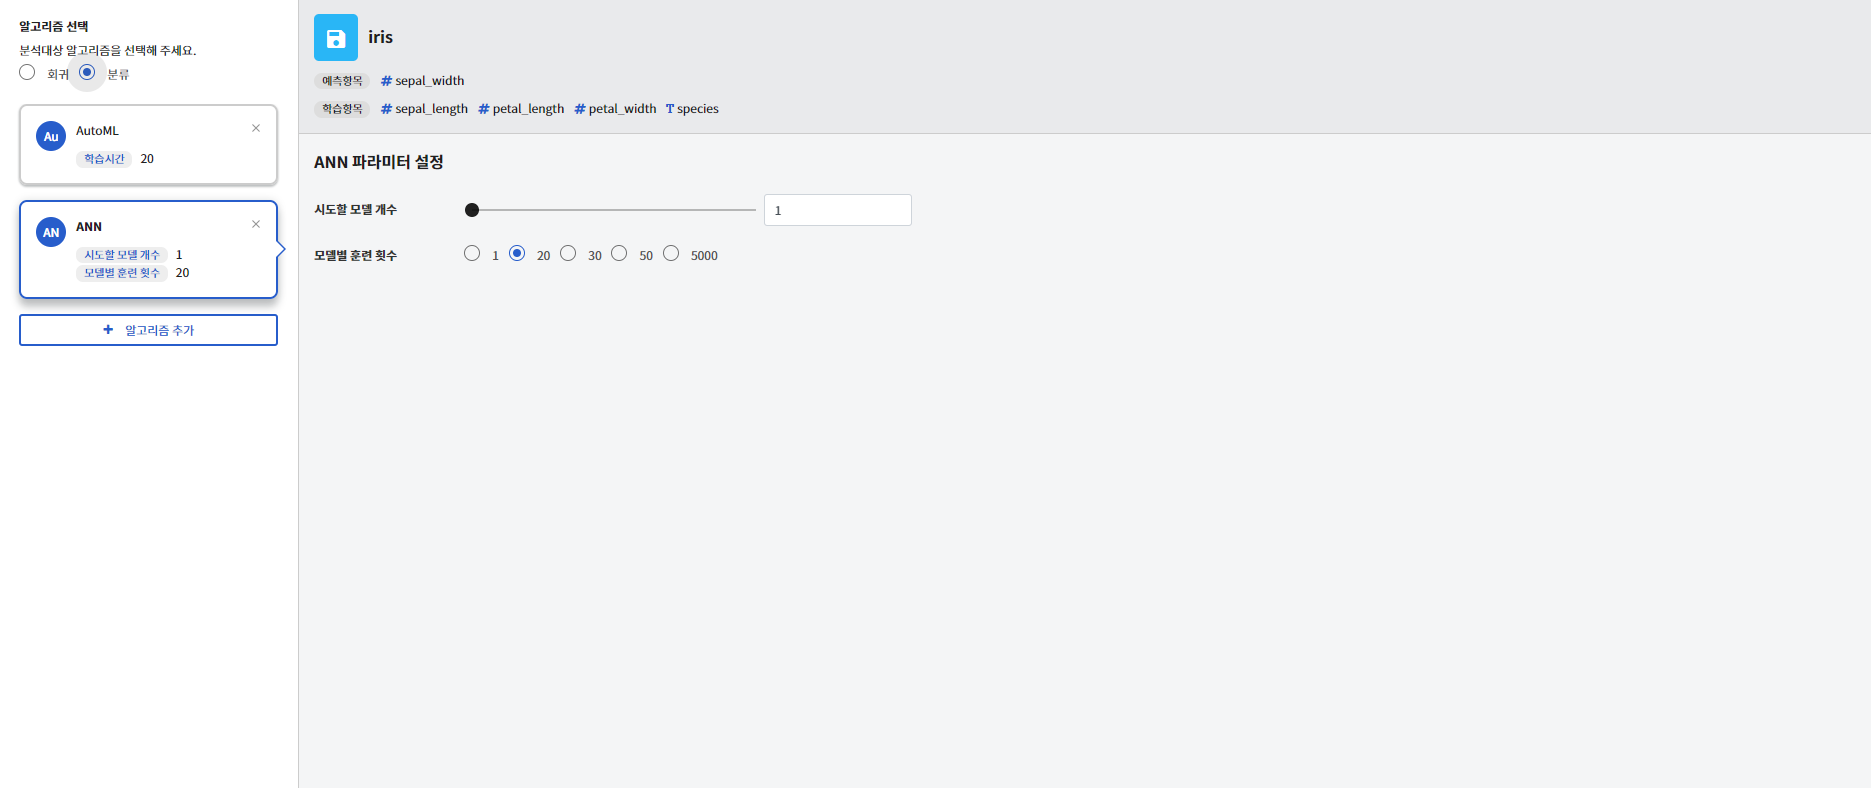 알고리즘 선택
분석대상 알고리즘을 선택해 주세요.
회귀 분류
Au AutoML ×
학습시간 20
AN ANN ×
시도할 모델 개수 1
모델별 훈련 횟수 20
+ 알고리즘 추가
iris
예측항목 # sepal_width
학습항목 # sepal_length # petal_length # petal_width T species
ANN 파라미터 설정
시도할 모델 개수 1
모델별 훈련 횟수 1 20 30 50 5000